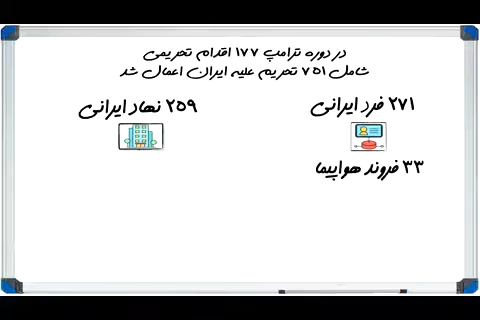 در دوره ترامپ ۱۷۷ اقدام تحریمی
شامل ۷۵۱ تحریم علیه ایران اعمال شد
۲۷۱ فرد ایرانی
۲۵۹ نهاد ایرانی
۳۳ فروند هواپیما